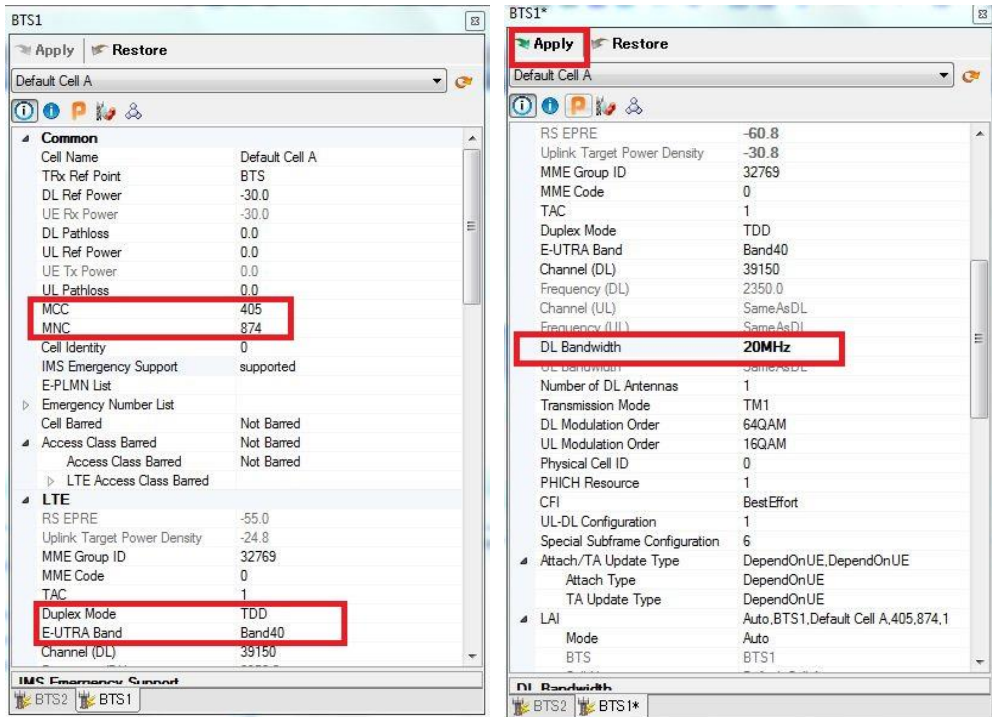 BTS1
Apply Restore
Default Cell A
Common
Cell Name Default Cell A
TRx Ref Point BTS
DL Ref Power -30.0
UE Rx Power -30.0
DL Pathloss 0.0
UL Ref Power 0.0
UE Tx Power 0.0
UL Pathloss 0.0
MCC 405
MNC 874
Cell Identity 0
IMS Emergency Support supported
E-PLMN List
Emergency Number List
Cell Barred Not Barred
Access Class Barred Not Barred
Access Class Barred Not Barred
LTE Access Class Barred
LTE
RS EPRE -55.0
Uplink Target Power Density -24.8
MME Group ID 32769
MME Code 0
TAC 1
Duplex Mode TDD
E-UTRA Band Band40
Channel (DL) 39150
IMS Emergency Support
BTS2 BTS1
BTS1*
Apply Restore
Default Cell A
P
RS EPRE -60.8
Uplink Target Power Density -30.8
MME Group ID 32769
MME Code 0
TAC 1
Duplex Mode TDD
E-UTRA Band Band40
Channel (DL) 39150
Frequency (DL) 2350.0
Channel (UL) SameAsDL
Frequency (UL) SameAsDL
DL Bandwidth 20MHz
UL Bandwidth SameAsDL
Number of DL Antennas 1
Transmission Mode TM1
DL Modulation Order 64QAM
UL Modulation Order 16QAM
Physical Cell ID 0
PHICH Resource 1
CFI BestEffort
UL-DL Configuration 1
Special Subframe Configuration 6
Attach/TA Update Type DependOnUE,DependOnUE
Attach Type DependOnUE
TA Update Type DependOnUE
LAI Auto,BTS1,Default Cell A,405,874,1
Mode Auto
BTS BTS1
DL Bandwidth
BTS2 BTS1*